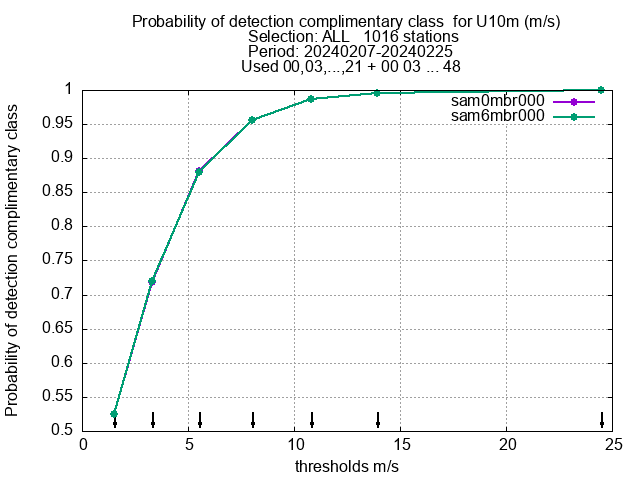 Probability of detection complimentary class  for U10m (m/s)
Selection: ALL   1016 stations
Period: 20240207-20240225
Used 00,03,...,21 + 00 03 ... 48
Probability of detection complimentary class
1
0.95
0.9
0.85
0.8
0.75
0.7
0.65
0.6
0.55
0.5
sam0mbr000
sam6mbr000
0 5 10 15 20 25
thresholds m/s